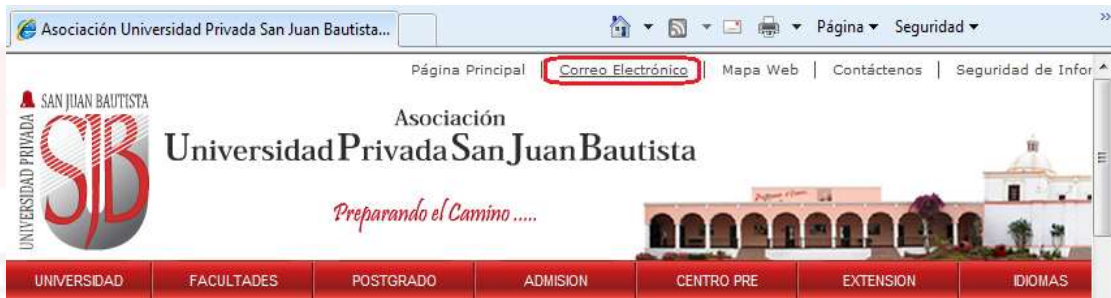 Asociación Universidad Privada San Juan Bautista...
Página Seguridad »
Página Principal | Correo Electrónico | Mapa Web | Contáctenos | Seguridad de Infor
SAN JUAN BAUTISTA
UNIVERSIDAD PRIVADA
SJB
Asociación
Universidad Privada San Juan Bautista
Preparando el Camino .....
UNIVERSIDAD FACULTADES POSTGRADO ADMISION CENTRO PRE EXTENSION IDIOMAS